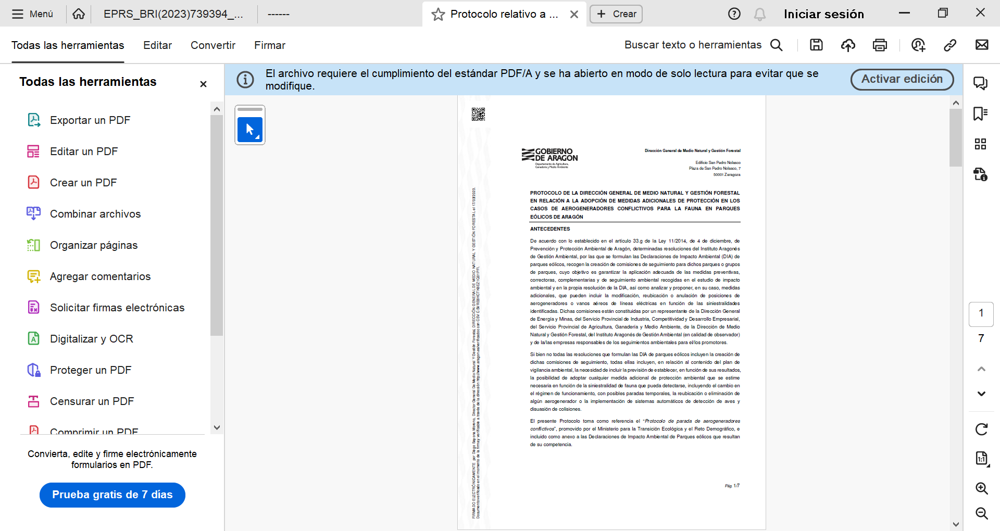 Menú
EPRS_BRI(2023)739394_...
------
Protocolo relativo a ...
Crear
Iniciar sesión
Todas las herramientas
Editar
Convertir
Firmar
Buscar texto o herramientas
Todas las herramientas
Exportar un PDF
Editar un PDF
Crear un PDF
Combinar archivos
Organizar páginas
Agregar comentarios
Solicitar firmas electrónicas
Digitalizar y OCR
Proteger un PDF
Censurar un PDF
Comprimir un PDF
Convierta, edite y firme electrónicamente
formularios en PDF.
Prueba gratis de 7 días
El archivo requiere el cumplimiento del estándar PDF/A y se ha abierto en modo de solo lectura para evitar que se
modifique.
Activar edición
GOBIERNO
DE ARAGON
Departamento de Agricultura,
Ganadería y Medio Ambiente
Dirección General de Medio Natural y Gestión Forestal
Edificio San Pedro Nolasco
Plaza de San Pedro Nolasco, 7
50001 Zaragoza
PROTOCOLO DE LA DIRECCIÓN GENERAL DE MEDIO NATURAL Y GESTIÓN FORESTAL
EN RELACIÓN A LA ADOPCIÓN DE MEDIDAS ADICIONALES DE PROTECCIÓN EN LOS
CASOS DE AEROGENERADORES CONFLICTIVOS PARA LA FAUNA EN PARQUES
EÓLICOS DE ARAGÓN
ANTECEDENTES
De acuerdo con lo establecido en el artículo 33.g de la Ley 11/2014, de 4 de diciembre, de
Prevención y Protección Ambiental de Aragón, determinadas resoluciones del Instituto Aragonés
de Gestión Ambiental, por las que se formulan las Declaraciones de Impacto Ambiental (DIA) de
parques eólicos, recogen la creación de comisiones de seguimiento para dichos parques o grupos
de parques, cuyo objetivo es garantizar la aplicación adecuada de las medidas preventivas,
correctoras, complementarias y de seguimiento ambiental recogidas en el estudio de impacto
ambiental y en la propia resolución de la DIA, así como analizar y proponer, en su caso, medidas
adicionales, que pueden incluir la modificación, reubicación o anulación de posiciones de
aerogeneradores o vanos aéreos de líneas eléctricas en función de las siniestralidades
identificadas. Dichas comisiones están constituidas por un representante de la Dirección General
de Energía y Minas, del Servicio Provincial de Industria, Competitividad y Desarrollo Empresarial,
del Servicio Provincial de Agricultura, Ganadería y Medio Ambiente, de la Dirección de Medio
Natural y Gestión Forestal, del Instituto Aragonés de Gestión Ambiental (en calidad de observador)
y de la/las empresas responsables de los seguimientos ambientales para el/los promotores.
Si bien no todas las resoluciones que formulan las DIA de parques eólicos incluyen la creación de
dichas comisiones de seguimiento, todas ellas incluyen, en relación al contenido del plan de
vigilancia ambiental, la necesidad de incluir la previsión de establecer, en función de sus resultados,
la posibilidad de adoptar cualquier medida adicional de protección ambiental que se estime
necesaria en función de la siniestralidad de fauna que pueda detectarse, incluyendo el cambio en
el régimen de funcionamiento, con posibles paradas temporales, la reubicación o eliminación de
algún aerogenerador o la implementación de sistemas automáticos de detección de aves y
disuasión de colisiones.
El presente Protocolo toma como referencia el “Protocolo de parada de aerogeneradores
conflictivos”, promovido por el Ministerio para la Transición Ecológica y el Reto Demográfico, e
incluido como anexo a las Declaraciones de Impacto Ambiental de Parques eólicos que resultan
de su competencia.
Pág. 1/7
FIRMADO ELECTRÓNICAMENTE por Diego Bayona Moreno, Director General De Medio Natural Y Gestión Forestal, DIRECCIÓN GENERAL DE MEDIO NATURAL Y GESTIÓN FORESTAL el 17/03/2023.
Documento verificado en el momento de la firma y verificable a través de la dirección http://www.aragon.es/verificadoc con CSV
1
7
1:1